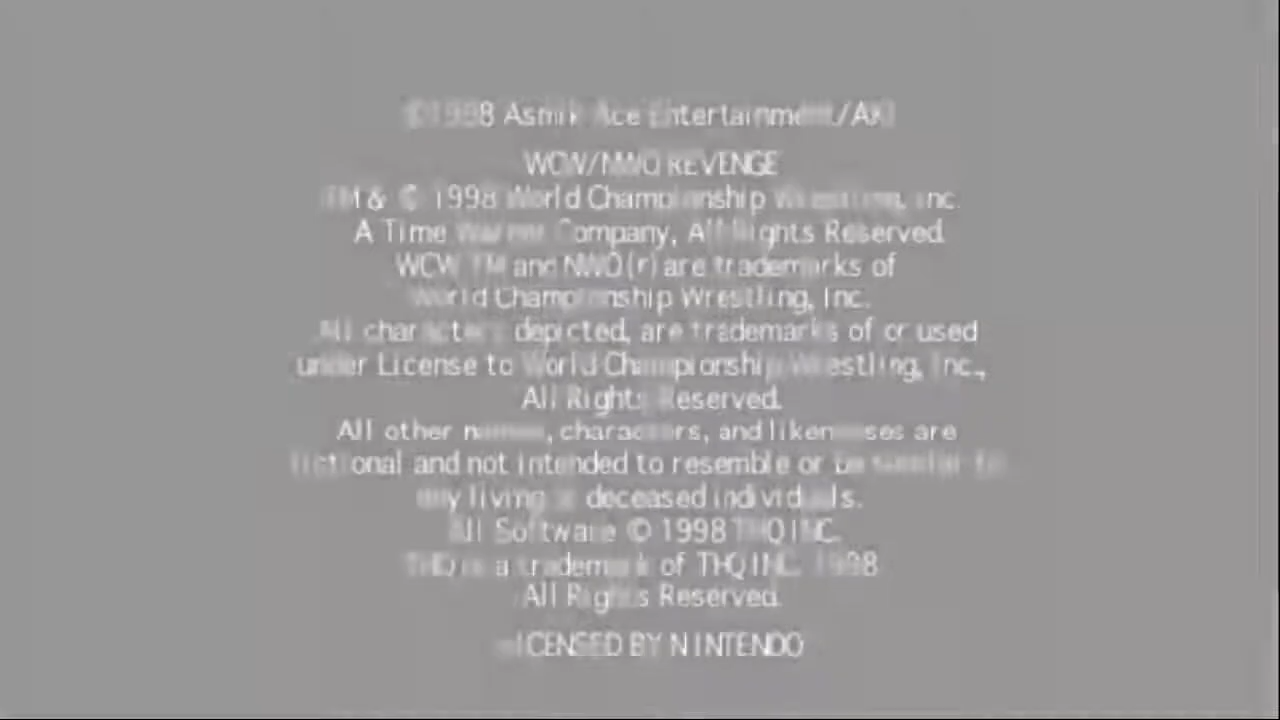 ©1998 Asmik Ace Entertainment/AKI
WCW/NWO REVENGE
TM & © 1998 World Championship Wrestling, Inc.
A Time Warner Company, All Rights Reserved.
WCW TM and NWO(r) are trademarks of
World Championship Wrestling, Inc.
All characters depicted, are trademarks of or used
under License to World Championship Wrestling, Inc.,
All Rights Reserved.
All other names, characters, and likenesses are
fictional and not intended to resemble or be similar to
any living or deceased individuals.
All Software © 1998 THQ INC.
THQ is a trademark of THQ INC. 1998
All Rights Reserved.
LICENSED BY NINTENDO